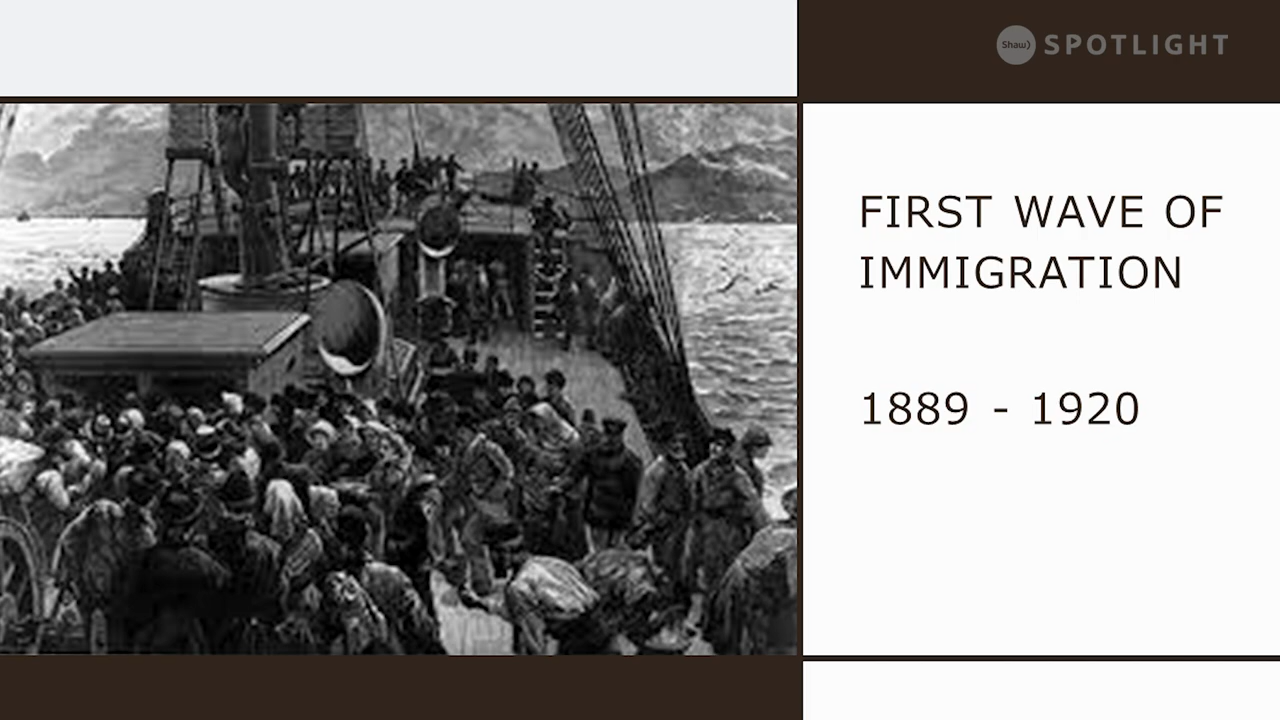 Shaw) SPOTLIGHT
FIRST WAVE OF
IMMIGRATION
1889 - 1920